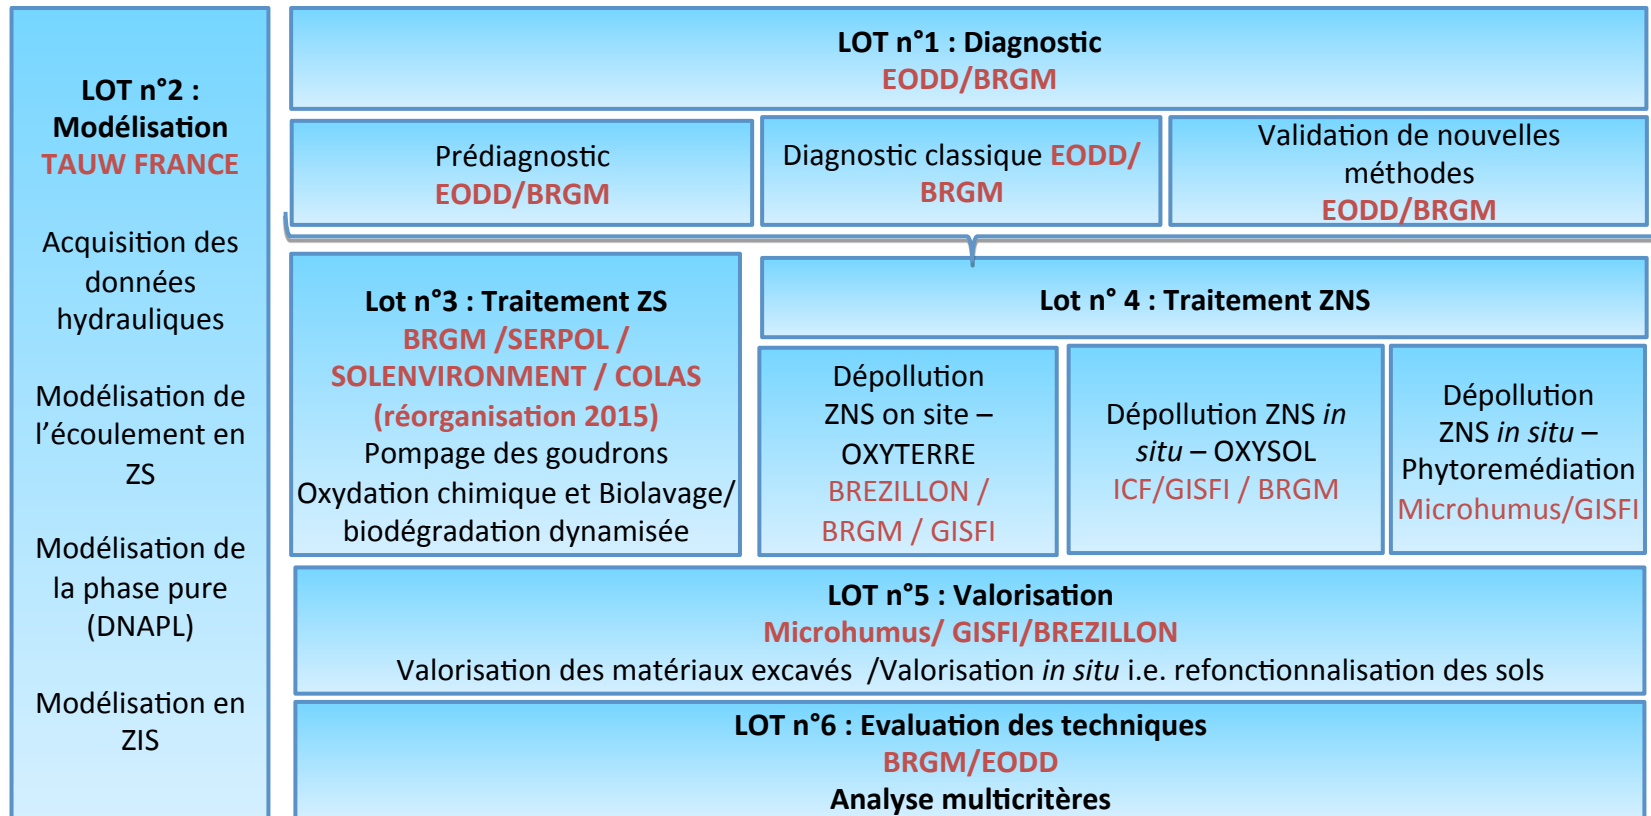 LOT n°2 :
Modélisation
TAUW FRANCE
Acquisition des
données
hydrauliques
Modélisation de
l'écoulement en
ZS
Modélisation de
la phase pure
(DNAPL)
Modélisation en
ZIS
LOT n°1 : Diagnostic
EODD/BRGM
Prédiagnostic
EODD/BRGM
Diagnostic classique EODD/
BRGM
Validation de nouvelles
méthodes
EODD/BRGM
Lot n°3 : Traitement ZS
BRGM /SERPOL /
SOLENVIRONMENT / COLAS
(réorganisation 2015)
Pompage des goudrons
Oxydation chimique et Biolavage/
biodégradation dynamisée
Lot n° 4 : Traitement ZNS
Dépollution
ZNS on site –
OXYTERRE
BREZILLON /
BRGM / GISFI
Dépollution ZNS in
situ – OXYSOL
ICF/GISFI / BRGM
Dépollution
ZNS in situ –
Phytoremédiation
Microhumus/GISFI
LOT n°5 : Valorisation
Microhumus/ GISFI/BREZILLON
Valorisation des matériaux excavés /Valorisation in situ i.e. refonctionnalisation des sols
LOT n°6 : Evaluation des techniques
BRGM/EODD
Analyse multicritères